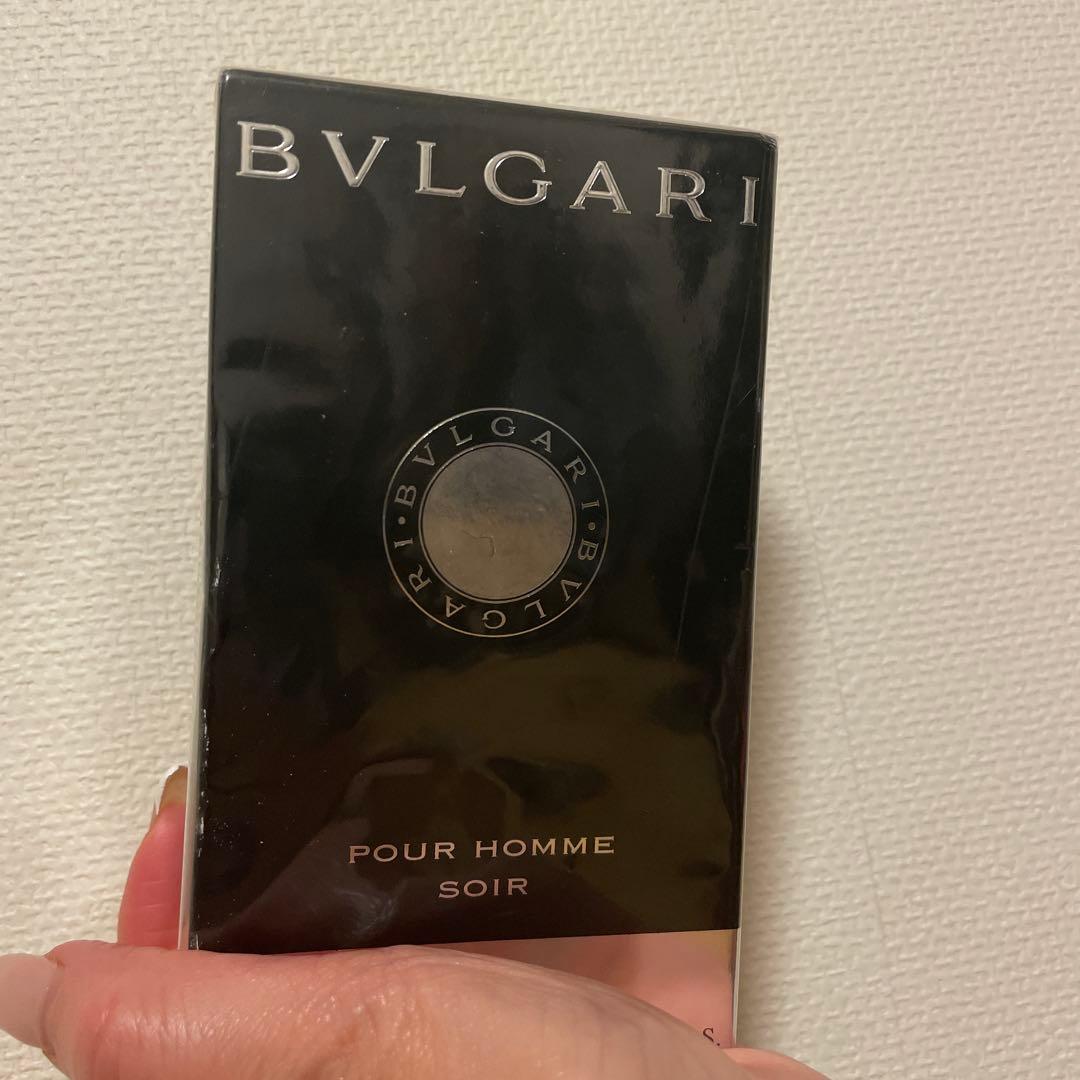 BVLGARI
BVLGARI·BVLGARI·
POUR HOMME
SOIR
S.